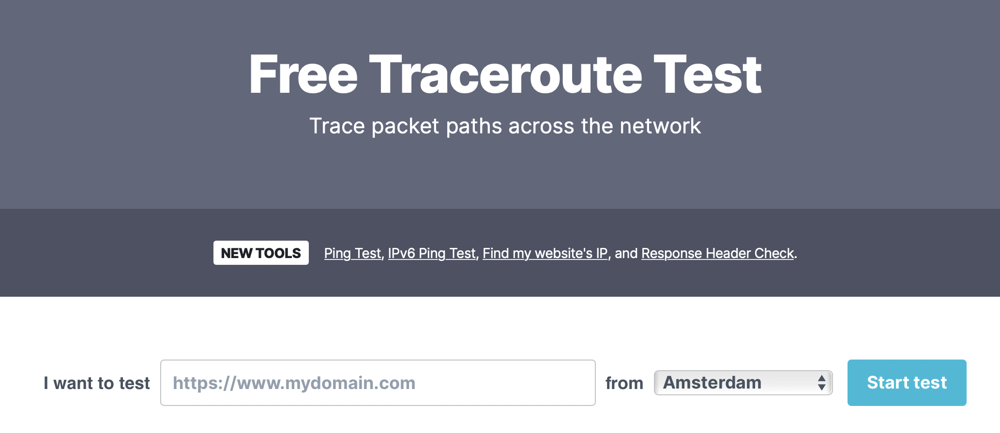 Free Traceroute Test
Trace packet paths across the network
NEW TOOLS Ping Test, IPv6 Ping Test, Find my website's IP, and Response Header Check.
I want to test https://www.mydomain.com from Amsterdam Start test